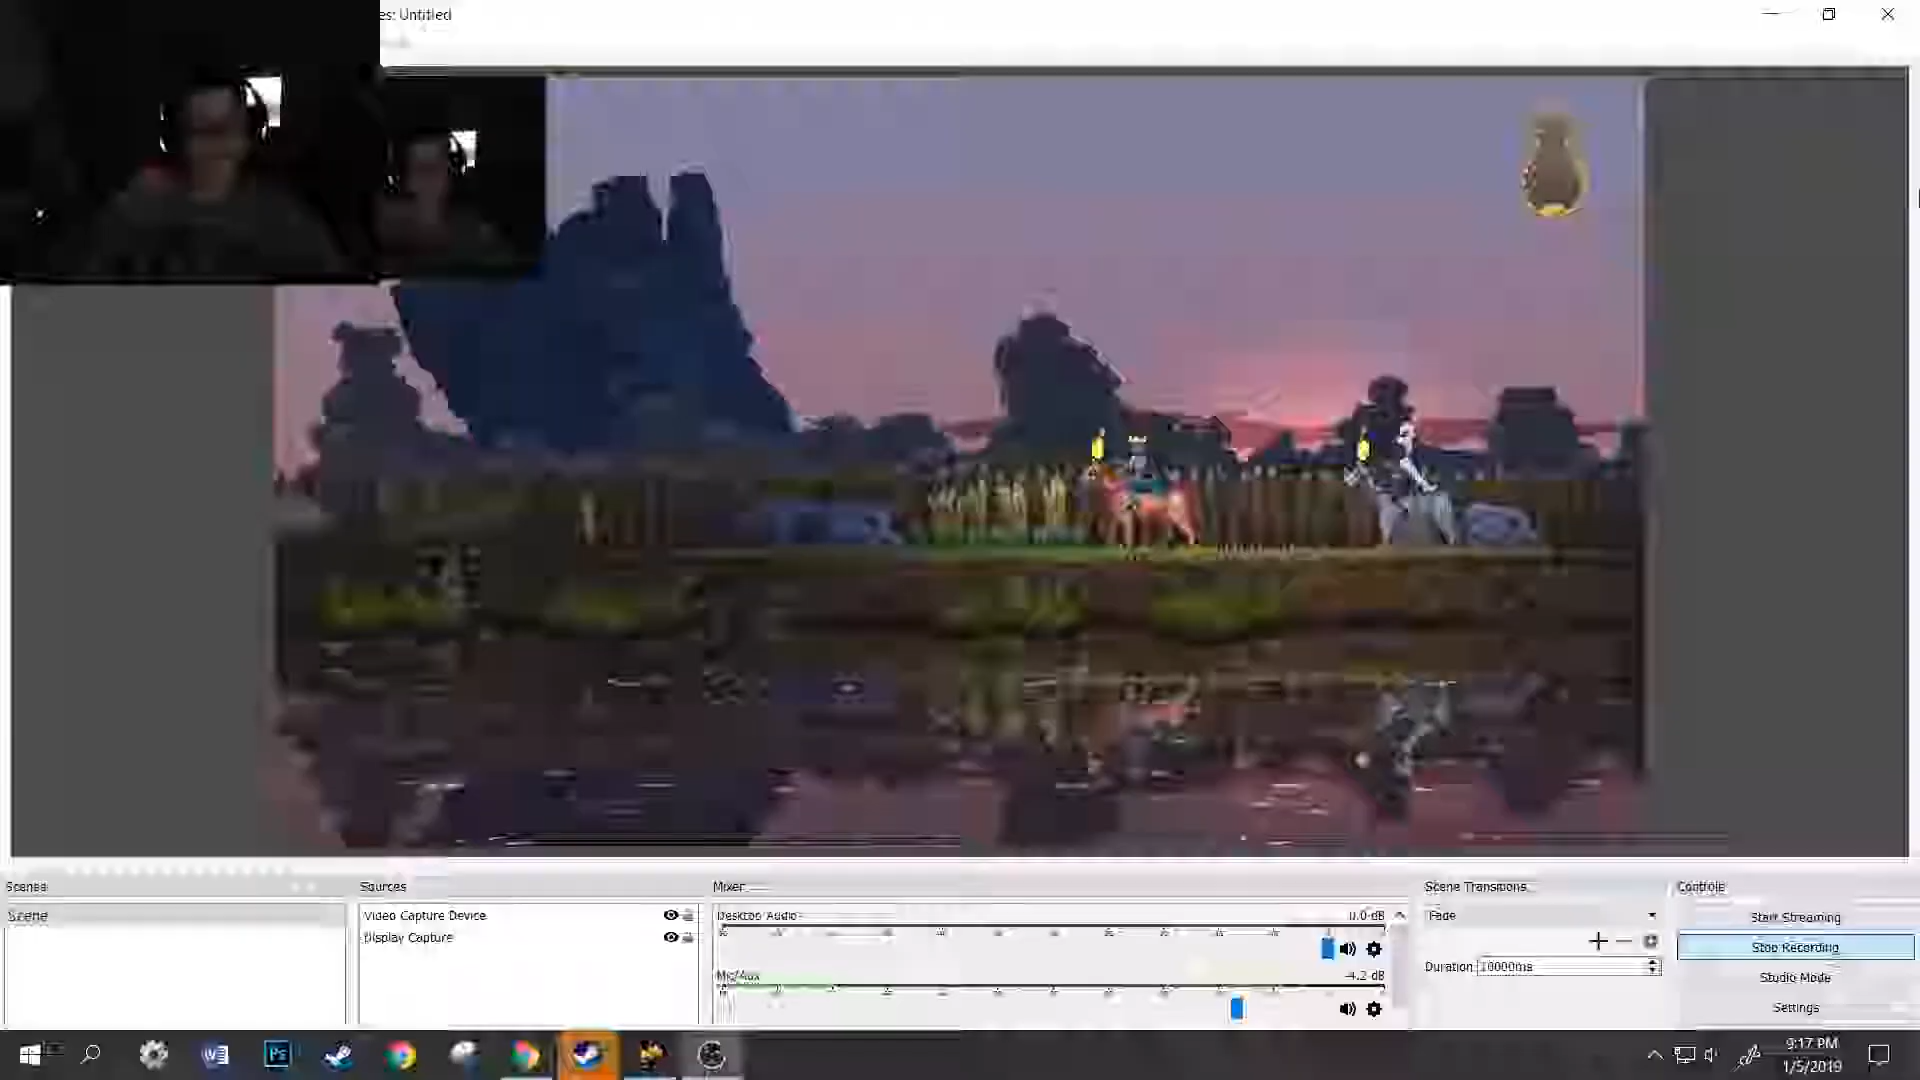 es: Untitled
Scenes
Scene
Sources
Video Capture Device
Display Capture
Mixer
Desktop Audio
0.0 dB
Mic/Aux
-4.2 dB
Scene Transitions
Fade
Duration 10000ms
Controls
Start Streaming
Stop Recording
Studio Mode
Settings
Ps
9:17 PM
1/5/2019